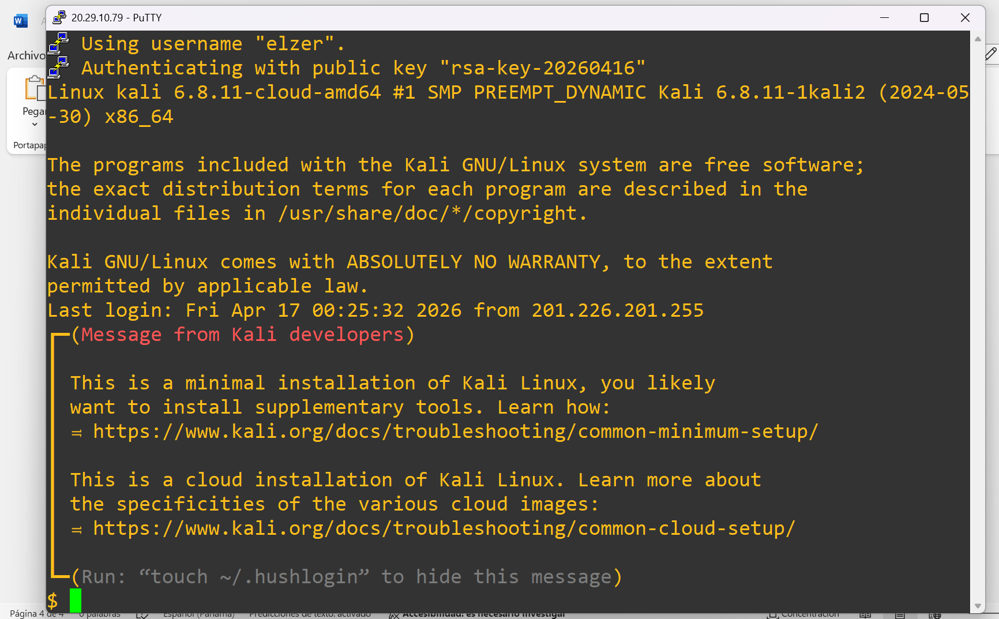 20.29.10.79 - PuTTY
Archivo
Pega
Portapap
Using username "elzer".
Authenticating with public key "rsa-key-20260416"
Linux kali 6.8.11-cloud-amd64 #1 SMP PREEMPT_DYNAMIC Kali 6.8.11-1kali2 (2024-05
-30) x86_64
The programs included with the Kali GNU/Linux system are free software;
the exact distribution terms for each program are described in the
individual files in /usr/share/doc/*/copyright.
Kali GNU/Linux comes with ABSOLUTELY NO WARRANTY, to the extent
permitted by applicable law.
Last login: Fri Apr 17 00:25:32 2026 from 201.226.201.255
(Message from Kali developers)
This is a minimal installation of Kali Linux, you likely
want to install supplementary tools. Learn how:
⇒ https://www.kali.org/docs/troubleshooting/common-minimum-setup/
This is a cloud installation of Kali Linux. Learn more about
the specificities of the various cloud images:
⇒ https://www.kali.org/docs/troubleshooting/common-cloud-setup/
(Run: “touch ~/.hushlogin” to hide this message)
$
Página 4 de 4 0 palabras Español (Panamá) Predicciones de texto: activado Accesibilidad: es necesario investigar Concentración